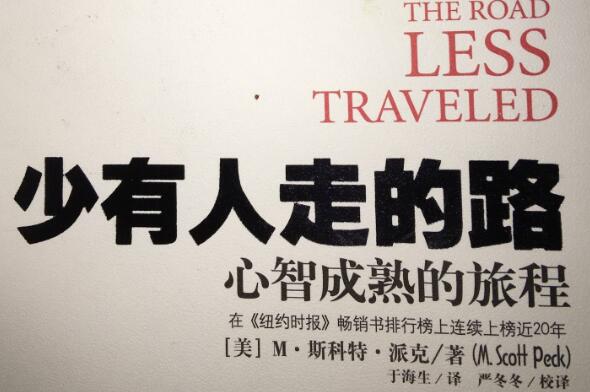 THE ROAD
LESS
TRAVELED
少有人走的路
心智成熟的旅程
在《纽约时报》畅销书排行榜上连续上榜近20年
[美] M·斯科特·派克/著 (M. Scott Peck)
于海生/译 严冬冬/校译